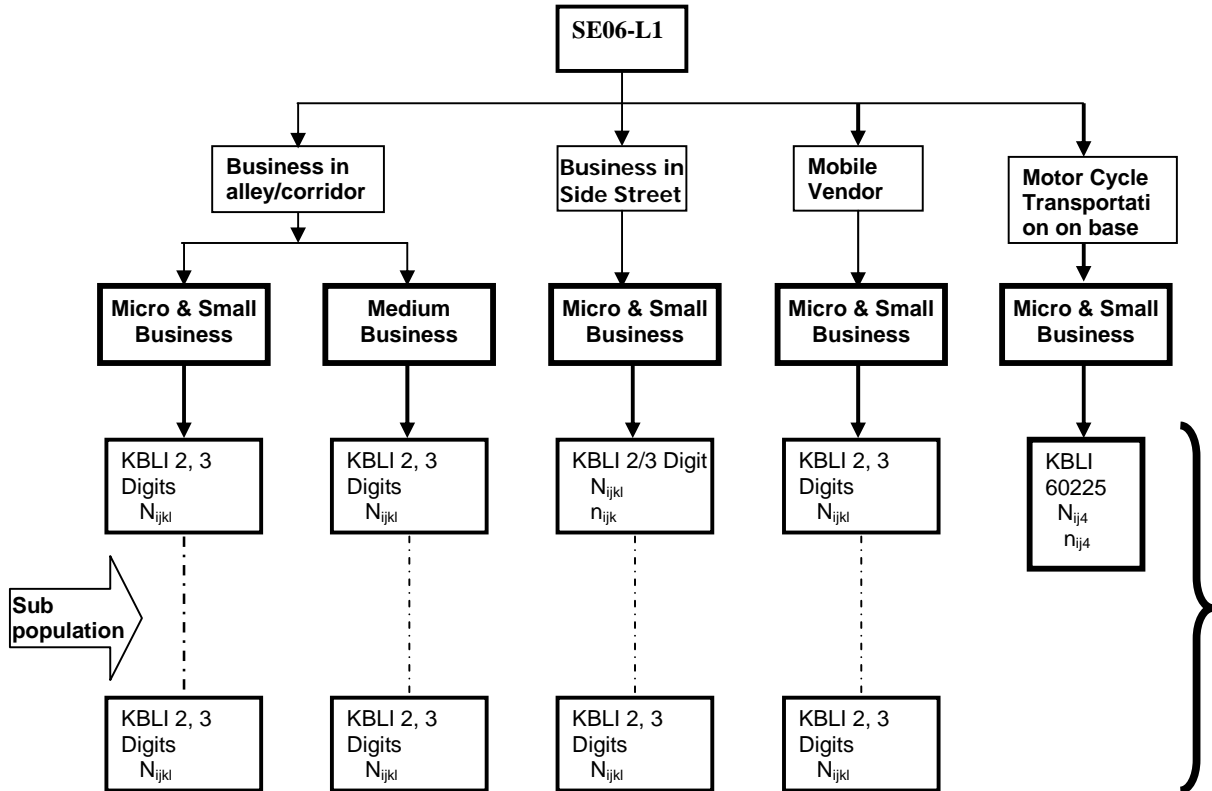 SE06-L1
Business in
alley/corridor
Business in
Side Street
Mobile
Vendor
Motor Cycle
Transportati
on on base
Micro & Small
Business
Medium
Business
Micro & Small
Business
Micro & Small
Business
Micro & Small
Business
KBLI 2, 3
Digits
Nijkl
KBLI 2, 3
Digits
Nijkl
KBLI 2/3 Digit
Nijkl
nijk
KBLI 2, 3
Digits
Nijkl
KBLI
60225
Nij4
nij4
Sub
population
KBLI 2, 3
Digits
Nijkl
KBLI 2, 3
Digits
Nijkl
KBLI 2, 3
Digits
Nijkl
KBLI 2, 3
Digits
Nijkl